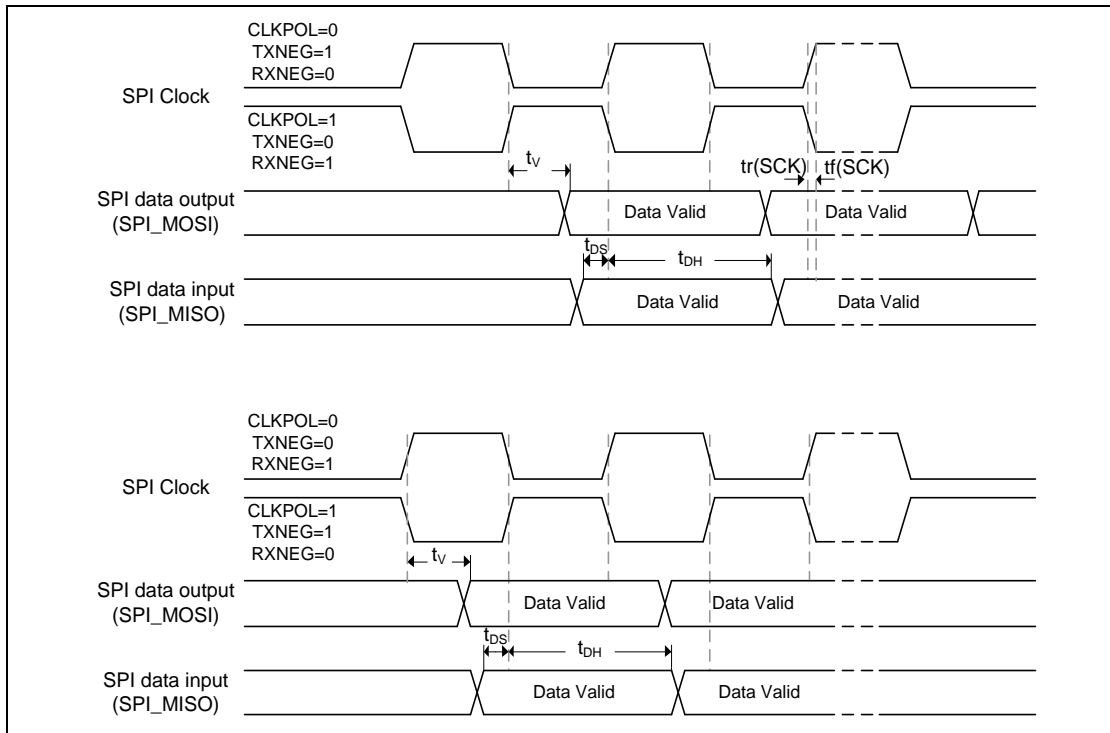 CLKPOL=0
TXNEG=1
RXNEG=0
SPI Clock
CLKPOL=1
TXNEG=0
RXNEG=1
tV
tr(SCK)
tf(SCK)
SPI data output
(SPI_MOSI)
Data Valid
Data Valid
tDS
tDH
SPI data input
(SPI_MISO)
Data Valid
Data Valid
CLKPOL=0
TXNEG=0
RXNEG=1
SPI Clock
CLKPOL=1
TXNEG=1
RXNEG=0
tV
SPI data output
(SPI_MOSI)
Data Valid
Data Valid
tDS
tDH
SPI data input
(SPI_MISO)
Data Valid
Data Valid